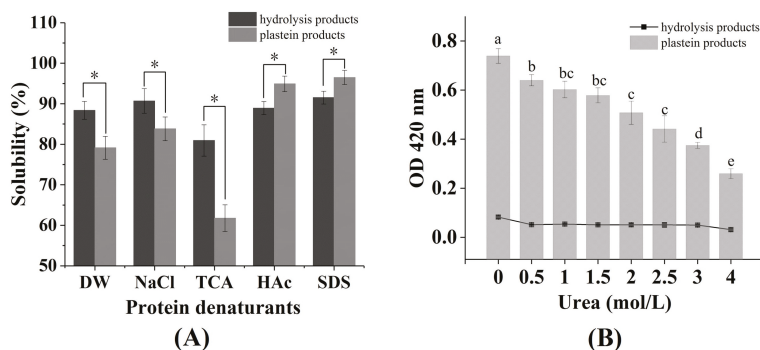 hydrolysis products
plastein products
Solubility (%)
110
100
90
80
70
60
50
* * * * *
DW NaCl TCA HAc SDS
Protein denaturants
(A)
hydrolysis products
plastein products
OD 420 nm
0.8
0.6
0.4
0.2
0.0
a b bc bc c c d e
0 0.5 1 1.5 2 2.5 3 4
Urea (mol/L)
(B)